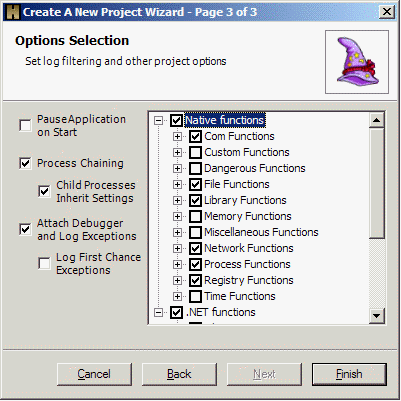 Create A New Project Wizard - Page 3 of 3
Options Selection
Set log filtering and other project options
PauseApplication
on Start
Process Chaining
Child Processes
Inherit Settings
Attach Debugger
and Log Exceptions
Log First Chance
Exceptions
Native functions
Com Functions
Custom Functions
Dangerous Functions
File Functions
Library Functions
Memory Functions
Miscellaneous Functions
Network Functions
Process Functions
Registry Functions
Time Functions
.NET functions
Cancel
Back
Next
Finish